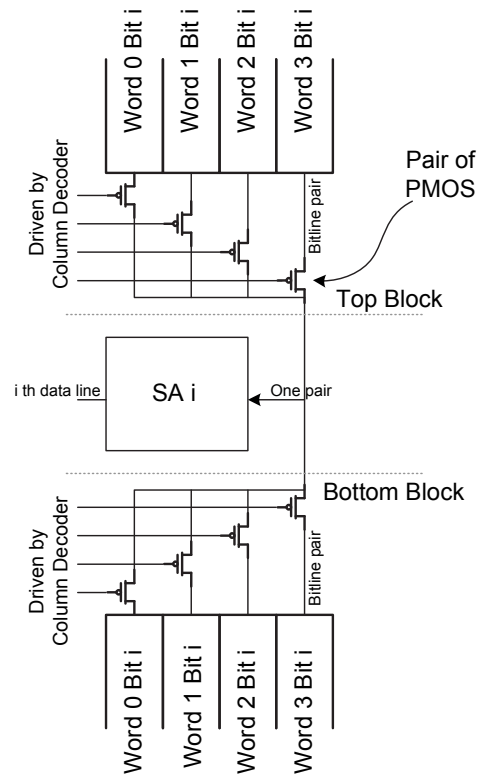 Word 0 Bit i
Word 1 Bit i
Word 2 Bit i
Word 3 Bit i
Driven by
Column Decoder
Bitline pair
Pair of
PMOS
Top Block
i th data line
SA i
One pair
Bottom Block
Driven by
Column Decoder
Bitline pair
Word 0 Bit i
Word 1 Bit i
Word 2 Bit i
Word 3 Bit i